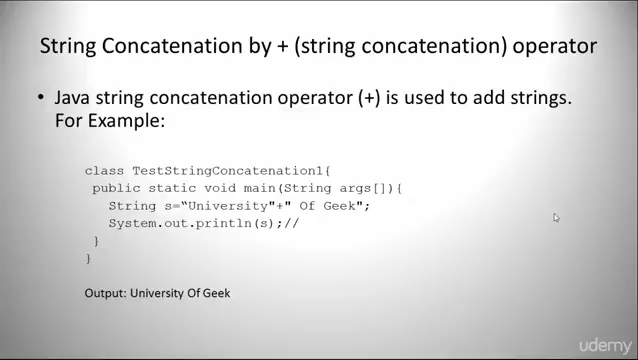 String Concatenation by + (string concatenation) operator
• Java string concatenation operator (+) is used to add strings.
For Example:
class TestStringConcatenation1{
public static void main(String args[]){
String s=“University"+" Of Geek";
System.out.println(s);//
}
}
Output: University Of Geek
udemy